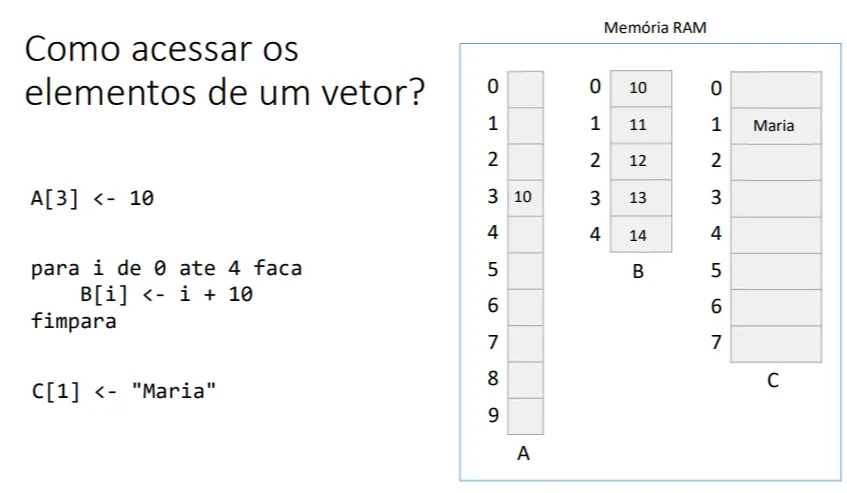 Como acessar os
elementos de um vetor?
A[3] <- 10
para i de 0 ate 4 faca
B[i] <- i + 10
fimpara
C[1] <- "Maria"
Memória RAM
0
1
2
3 10
4
5
6
7
8
9
A
0 10
1 11
2 12
3 13
4 14
B
0
1 Maria
2
3
4
5
6
7
C